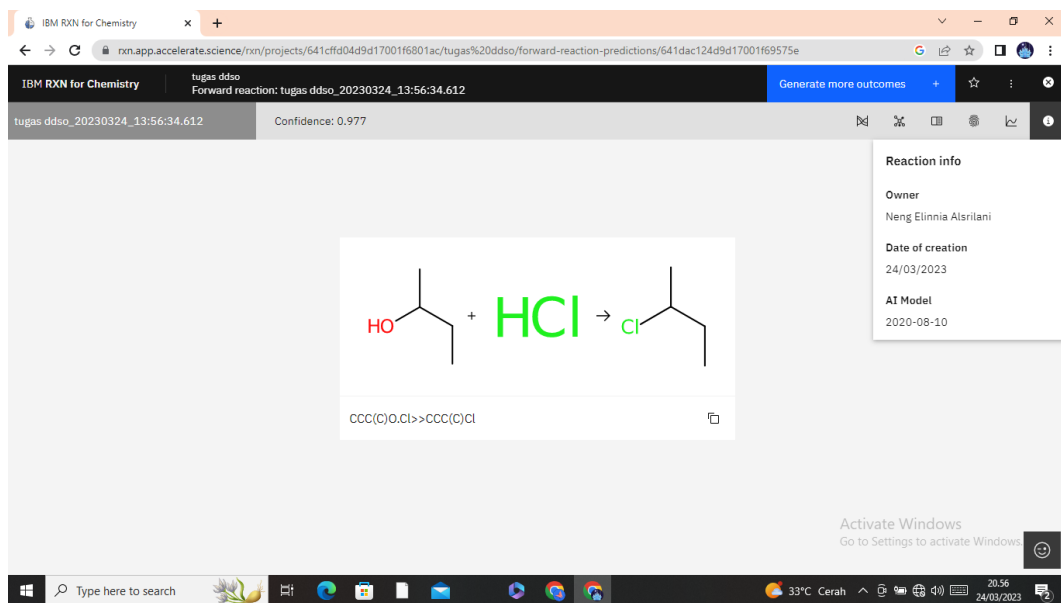 IBM RXN for Chemistry
rxn.app.accelerate.science/rxn/projects/641cffd04d9d17001f6801ac/tugas%20ddso/forward-reaction-predictions/641dac124d9d17001f69575e
IBM RXN for Chemistry
tugas ddso
Forward reaction: tugas ddso_20230324_13:56:34.612
Generate more outcomes +
tugas ddso_20230324_13:56:34.612
Confidence: 0.977
Reaction info
Owner
Neng Elinnia Alsrilani
Date of creation
24/03/2023
AI Model
2020-08-10
HO + HCl → Cl
CCC(C)O.Cl>>CCC(C)Cl
Activate Windows
Go to Settings to activate Windows.
Type here to search
33°C Cerah
20.56
24/03/2023
2